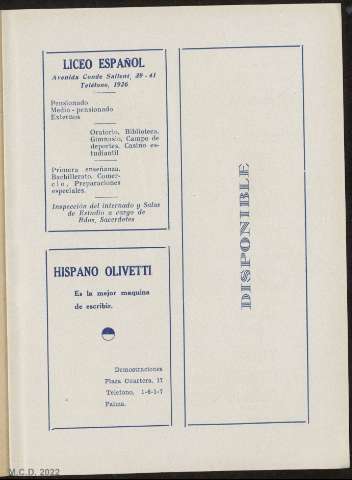 LICEO ESPAÑOL
Avenida Conde Sallent, 39 - 41
Teléfono, 1926
Pensionado
Medio - pensionado
Externos
Oratorio, Biblioteca,
Gimnasio, Campo de
deportes, Casino es-
tudiantil
Primera enseñanza,
Bachillerato, Comer-
cio, Preparaciones
especiales.
Inspección del internado y Salas
de Estudio a cargo de
Rdos. Sacerdotes
HISPANO OLIVETTI
Es la mejor maquina
de escribir.
Demostraciones
Plaza Cuartera, 17
Telefono, 1-6-1-7
Palma.
DISPONIBLE
M.C.D. 2022